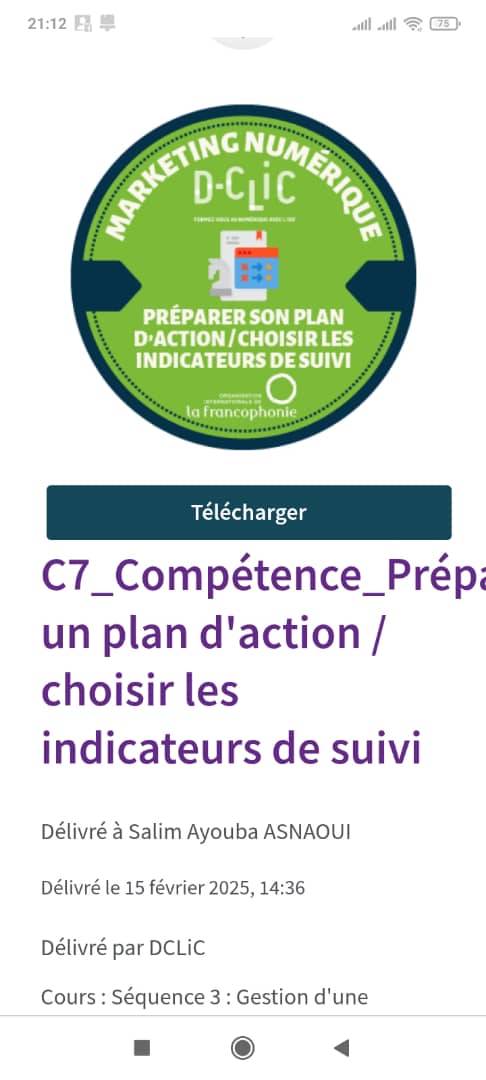 21:12
75
MARKETING NUMÉRIQUE
D-CLiC
FORMEZ-VOUS AU NUMÉRIQUE AVEC L'OIF
PRÉPARER SON PLAN
D'ACTION / CHOISIR LES
INDICATEURS DE SUIVI
ORGANISATION
INTERNATIONALE DE
la francophonie
Télécharger
C7_Compétence_Prépa
un plan d'action /
choisir les
indicateurs de suivi
Délivré à Salim Ayouba ASNAOUI
Délivré le 15 février 2025, 14:36
Délivré par DCLiC
Cours : Séquence 3 : Gestion d'une